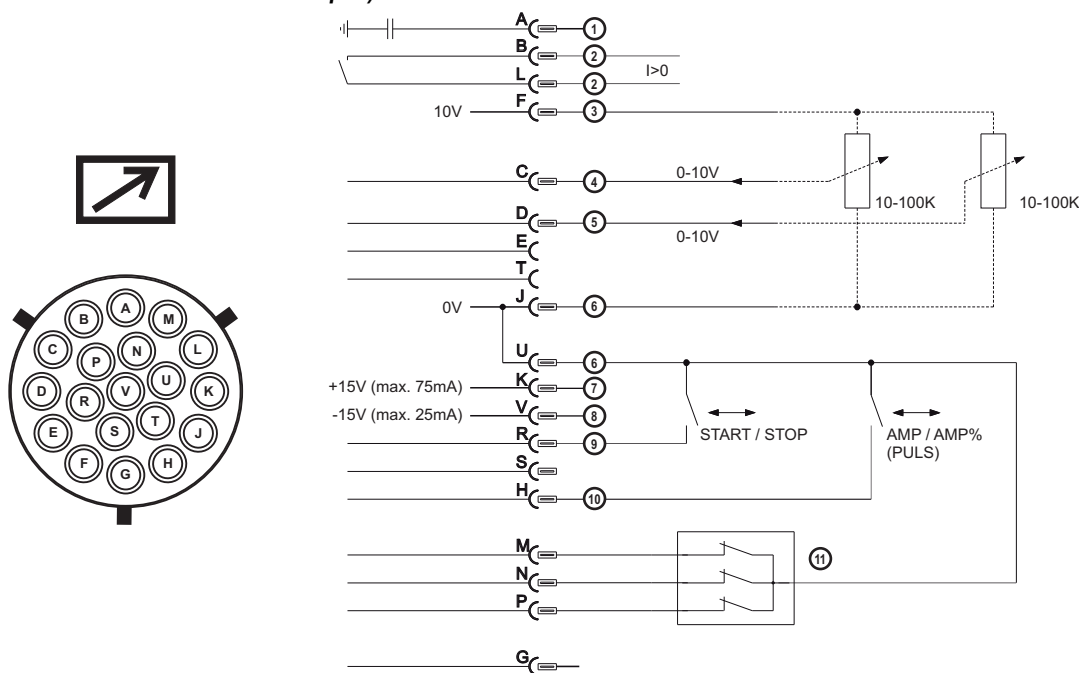 A 1
B 2
I>0
L 2
10V F 3
C 4 0-10V
10-100K 10-100K
D 5
0-10V
E
T
0V J 6
U 6
+15V (max. 75mA) K 7
-15V (max. 25mA) V 8
R 9 START / STOP AMP / AMP%
(PULS)
S
H 10
M 11
N
P
G
A
B M
N
C L
P
U
D V K
R
T
E S J
F H
G